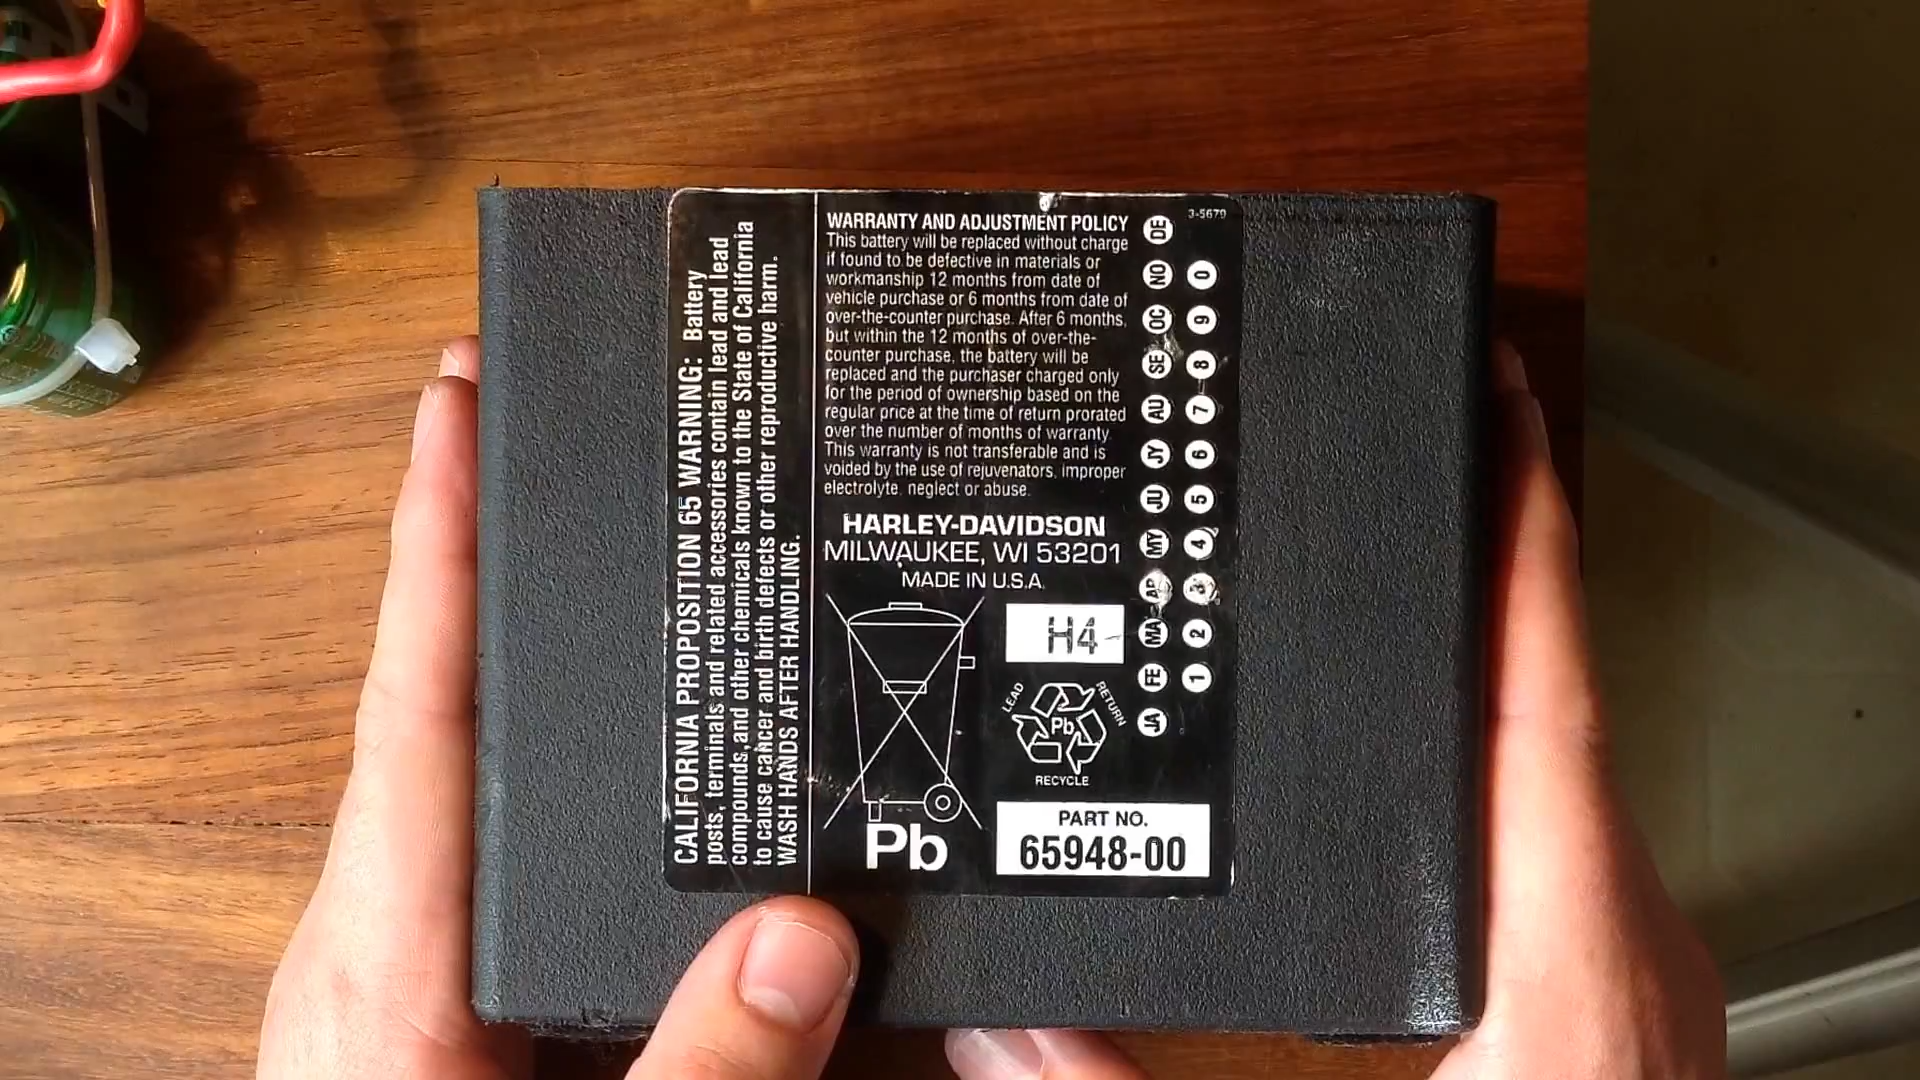 CALIFORNIA PROPOSITION 65 WARNING: Battery
posts, terminals and related accessories contain lead and lead
compounds, and other chemicals known to the State of California
to cause cancer and birth defects or other reproductive harm.
WASH HANDS AFTER HANDLING.
WARRANTY AND ADJUSTMENT POLICY
This battery will be replaced without charge
if found to be defective in materials or
workmanship 12 months from date of
vehicle purchase or 6 months from date of
over-the-counter purchase. After 6 months,
but within the 12 months of over-the-
counter purchase, the battery will be
replaced and the purchaser charged only
for the period of ownership based on the
regular price at the time of return prorated
over the number of months of warranty.
This warranty is not transferable and is
voided by the use of rejuvenators, improper
electrolyte, neglect or abuse.
HARLEY-DAVIDSON
MILWAUKEE, WI 53201
MADE IN U.S.A.
H4
LEAD
RETURN
Pb
RECYCLE
Pb
PART NO.
65948-00
3-5679
DE
NO 0
OC 9
SE 8
AU 7
JY 6
JU 5
MY 4
AP 3
MA 2
FE 1
JA